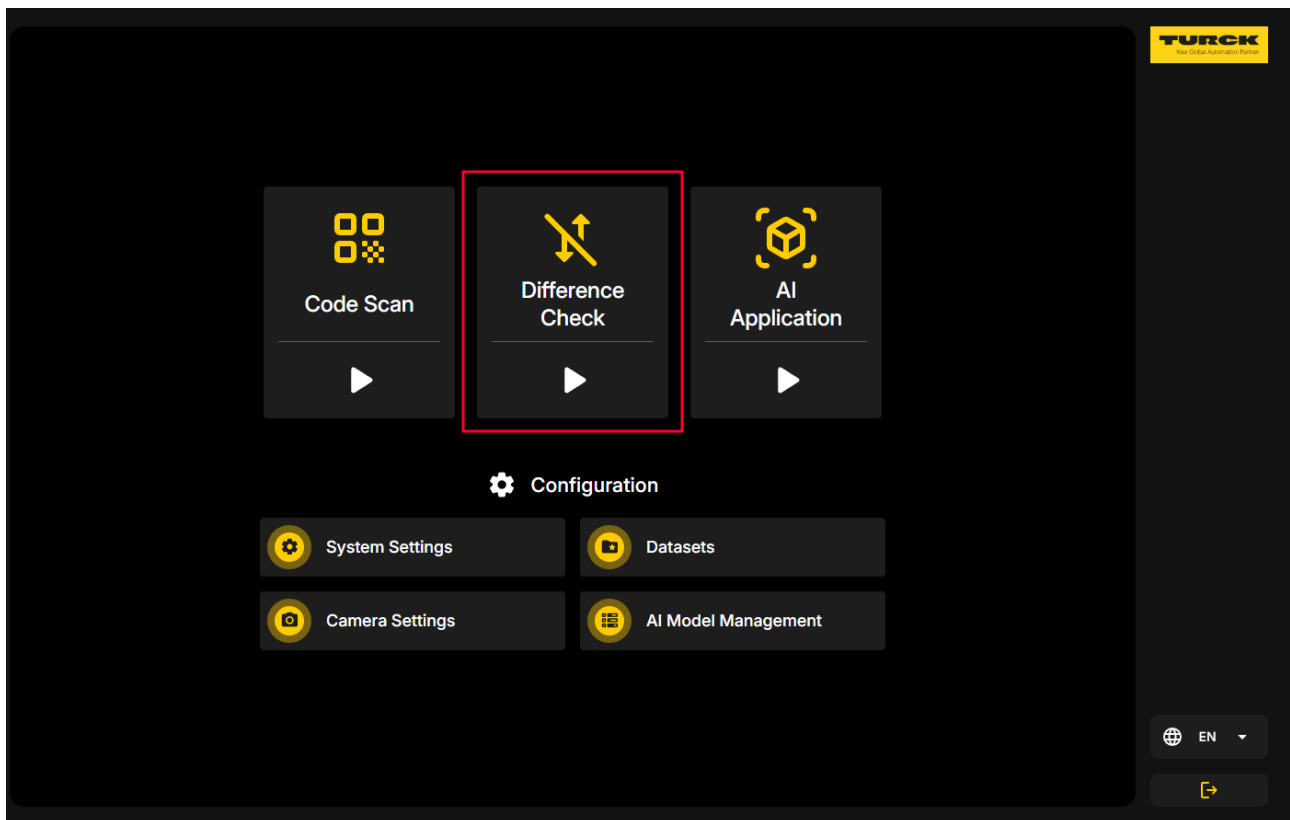 TURCK
Your Global Automation Partner
Code Scan
Difference
Check
AI
Application
Configuration
System Settings
Datasets
Camera Settings
AI Model Management
EN